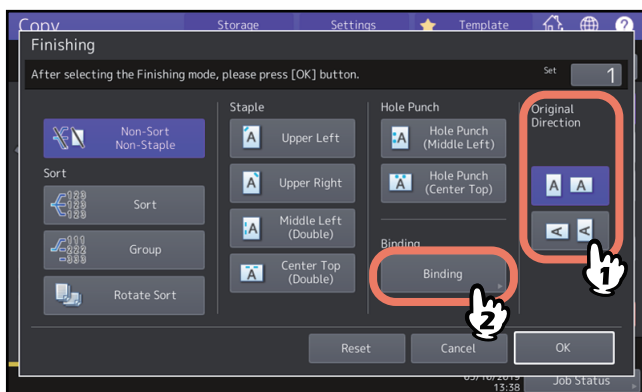 Copy
Storage
Settings
Template
?
Finishing
After selecting the Finishing mode, please press [OK] button.
Set
1
Non-Sort
Non-Staple
Sort
Sort
Group
Rotate Sort
Staple
Upper Left
Upper Right
Middle Left
(Double)
Center Top
(Double)
Hole Punch
Hole Punch
(Middle Left)
Hole Punch
(Center Top)
Binding
Binding
2
Original
Direction
1
Reset
Cancel
OK
13:38
Job Status